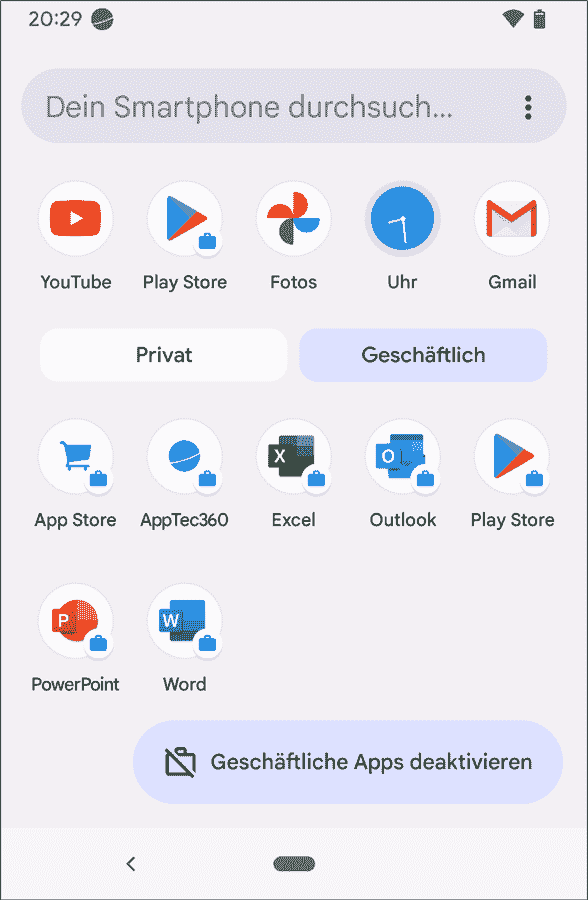 20:29
Dein Smartphone durchsuch...
YouTube Play Store Fotos Uhr Gmail
Privat Geschäftlich
App Store AppTec360 Excel Outlook Play Store
PowerPoint Word
Geschäftliche Apps deaktivieren